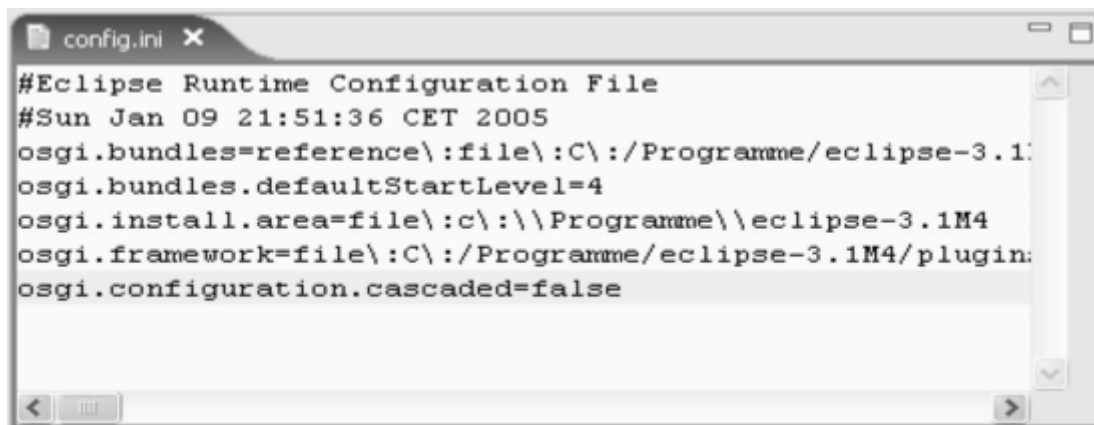 config.ini
#Eclipse Runtime Configuration File
#Sun Jan 09 21:51:36 CET 2005
osgi.bundles=reference\:file\:C\:/Programme/eclipse-3.1
osgi.bundles.defaultStartLevel=4
osgi.install.area=file\:c\:\\Programme\\eclipse-3.1M4
osgi.framework=file\:C\:/Programme/eclipse-3.1M4/plugin
osgi.configuration.cascaded=false